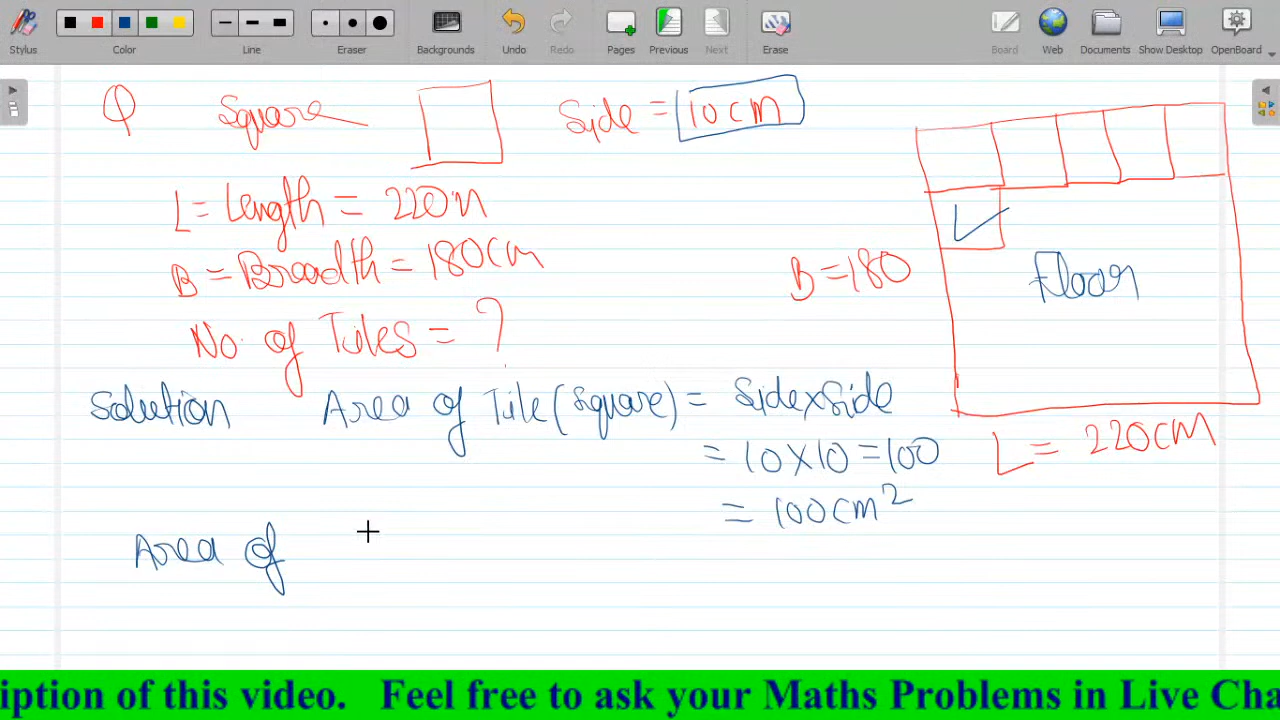 Stylus Color Line Eraser Backgrounds Undo Redo Pages Previous Next Erase Board Web Documents Show Desktop OpenBoard
Q Square Side = 10 cm
L = Length = 220 m
B = Breadth = 180 cm
No. of Tiles = ?
B = 180
Floor
L = 220 cm
Solution Area of Tile (Square) = Side x Side
= 10 x 10 = 100
= 100 cm²
Area of
iption of this video. Feel free to ask your Maths Problems in Live Cha